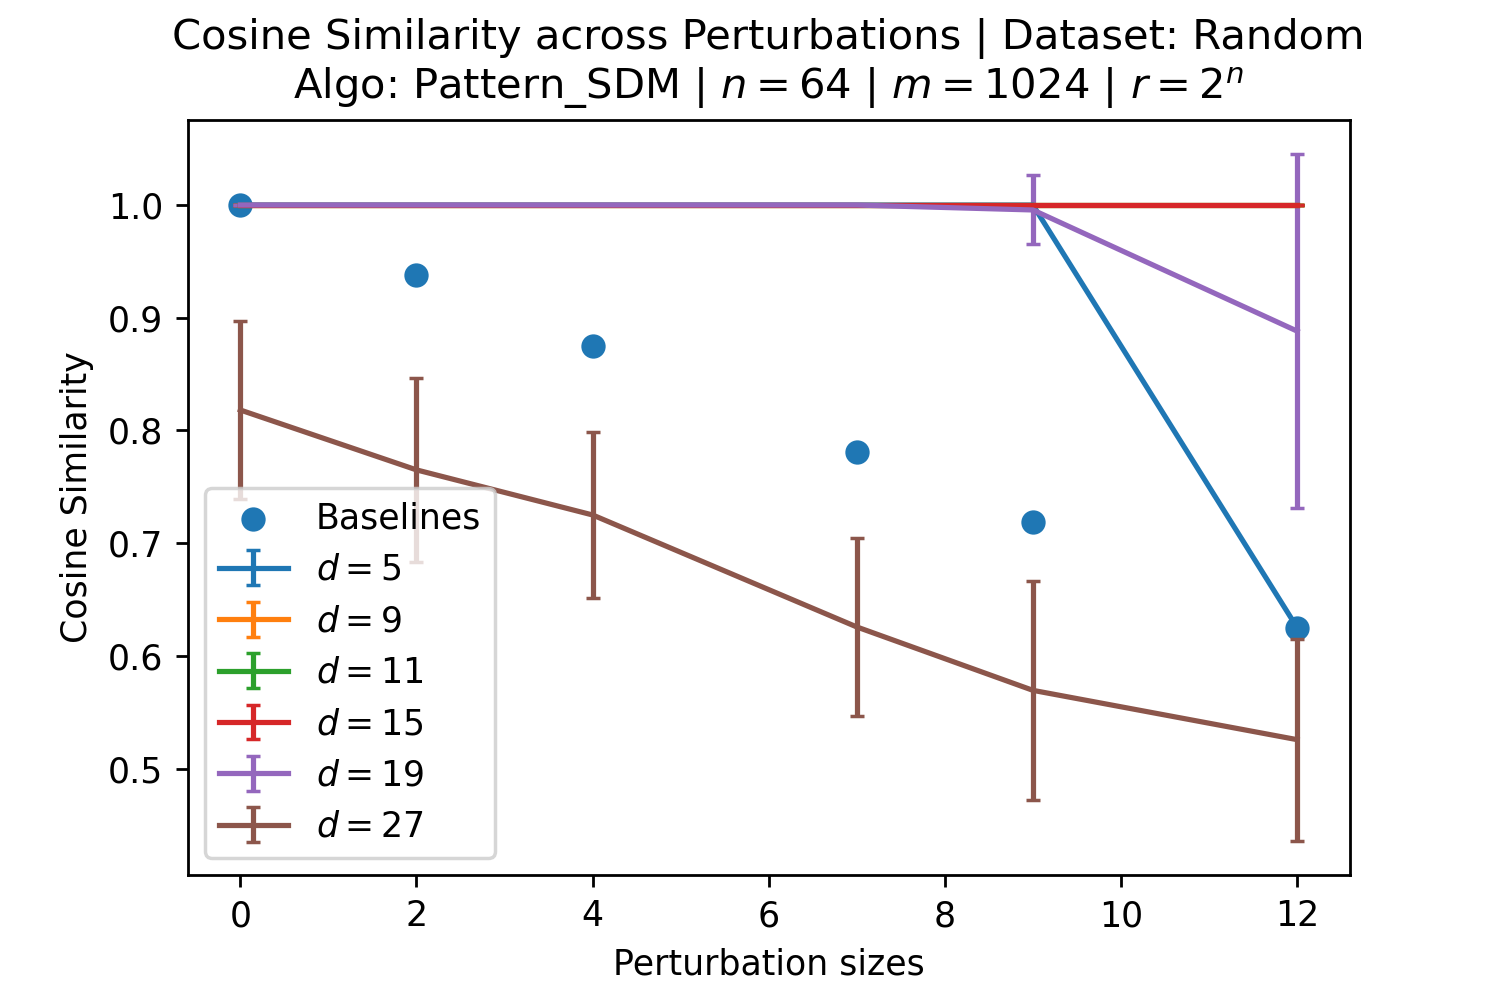 Cosine Similarity across Perturbations | Dataset: Random
Algo: Pattern_SDM | n = 64 | m = 1024 | r = 2ⁿ
Cosine Similarity
1.0
0.9
0.8
0.7
0.6
0.5
Baselines
d = 5
d = 9
d = 11
d = 15
d = 19
d = 27
0 2 4 6 8 10 12
Perturbation sizes